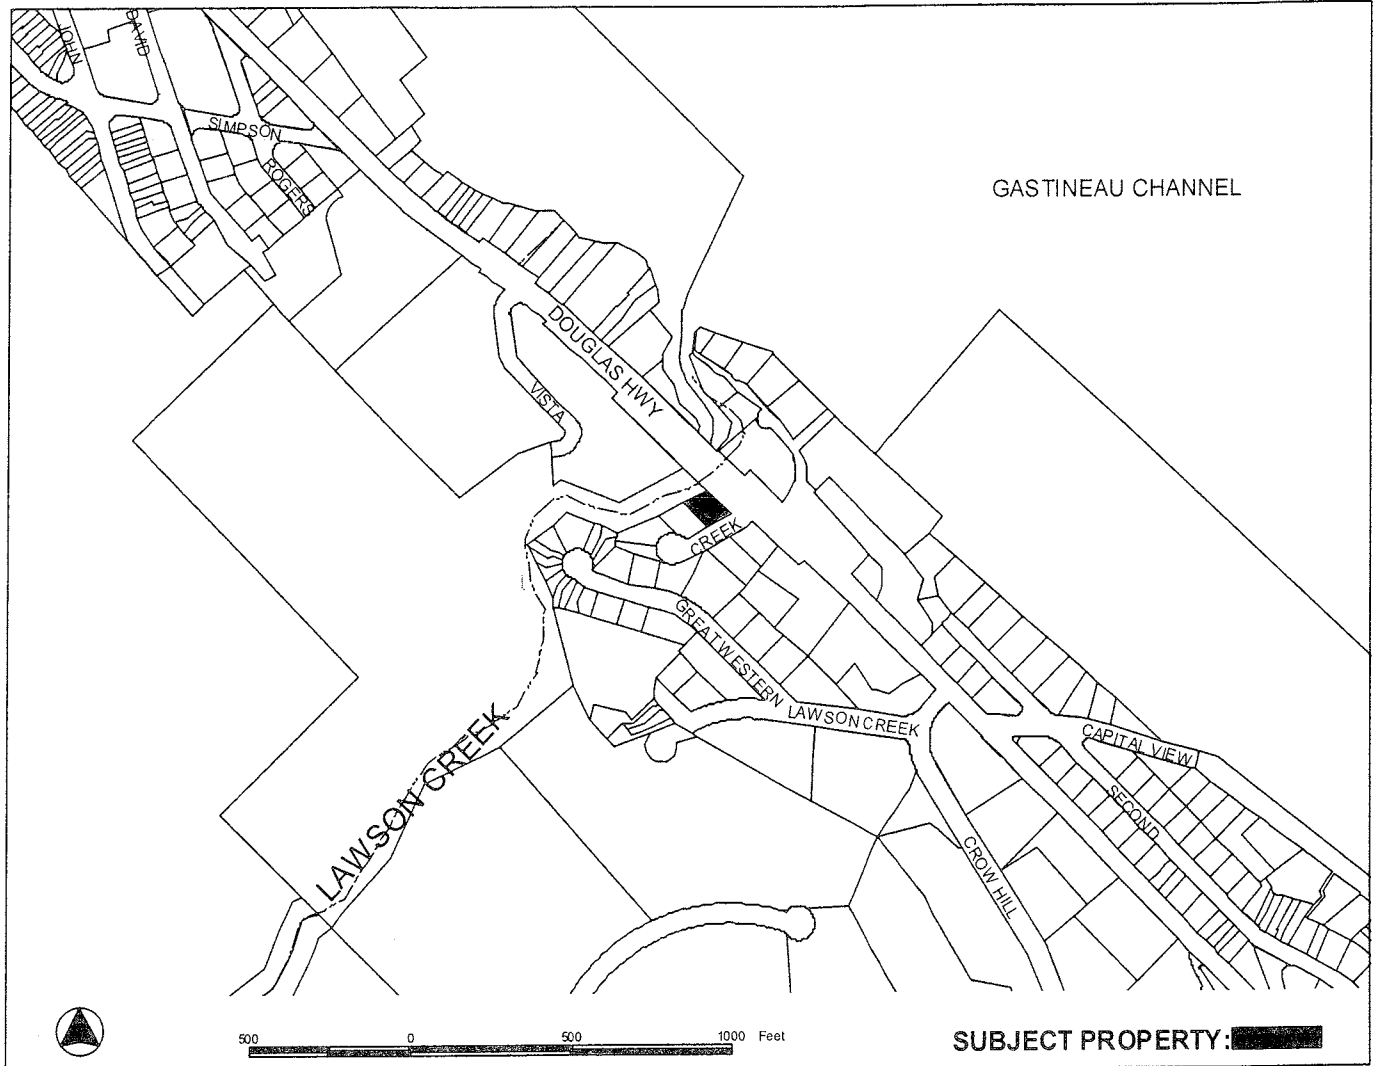 JOHN
DAVID
SIMPSON
ROGERS
GASTINEAU CHANNEL
DOUGLAS HWY
VISTA
CREEK
GREAT WESTERN
LAWSON CREEK
LAWSON CREEK
CAPITAL VIEW
SECOND
CROW HILL
500 0 500 1000 Feet
SUBJECT PROPERTY: